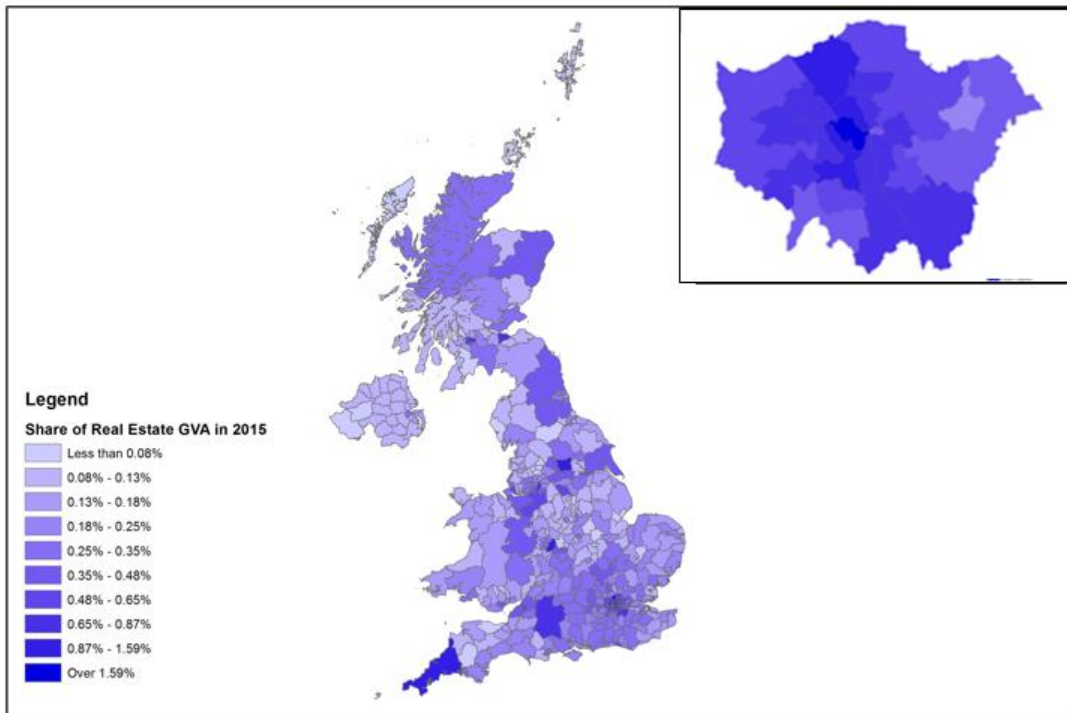 Legend
Share of Real Estate GVA in 2015
Less than 0.08%
0.08% - 0.13%
0.13% - 0.18%
0.18% - 0.25%
0.25% - 0.35%
0.35% - 0.48%
0.48% - 0.65%
0.65% - 0.87%
0.87% - 1.59%
Over 1.59%